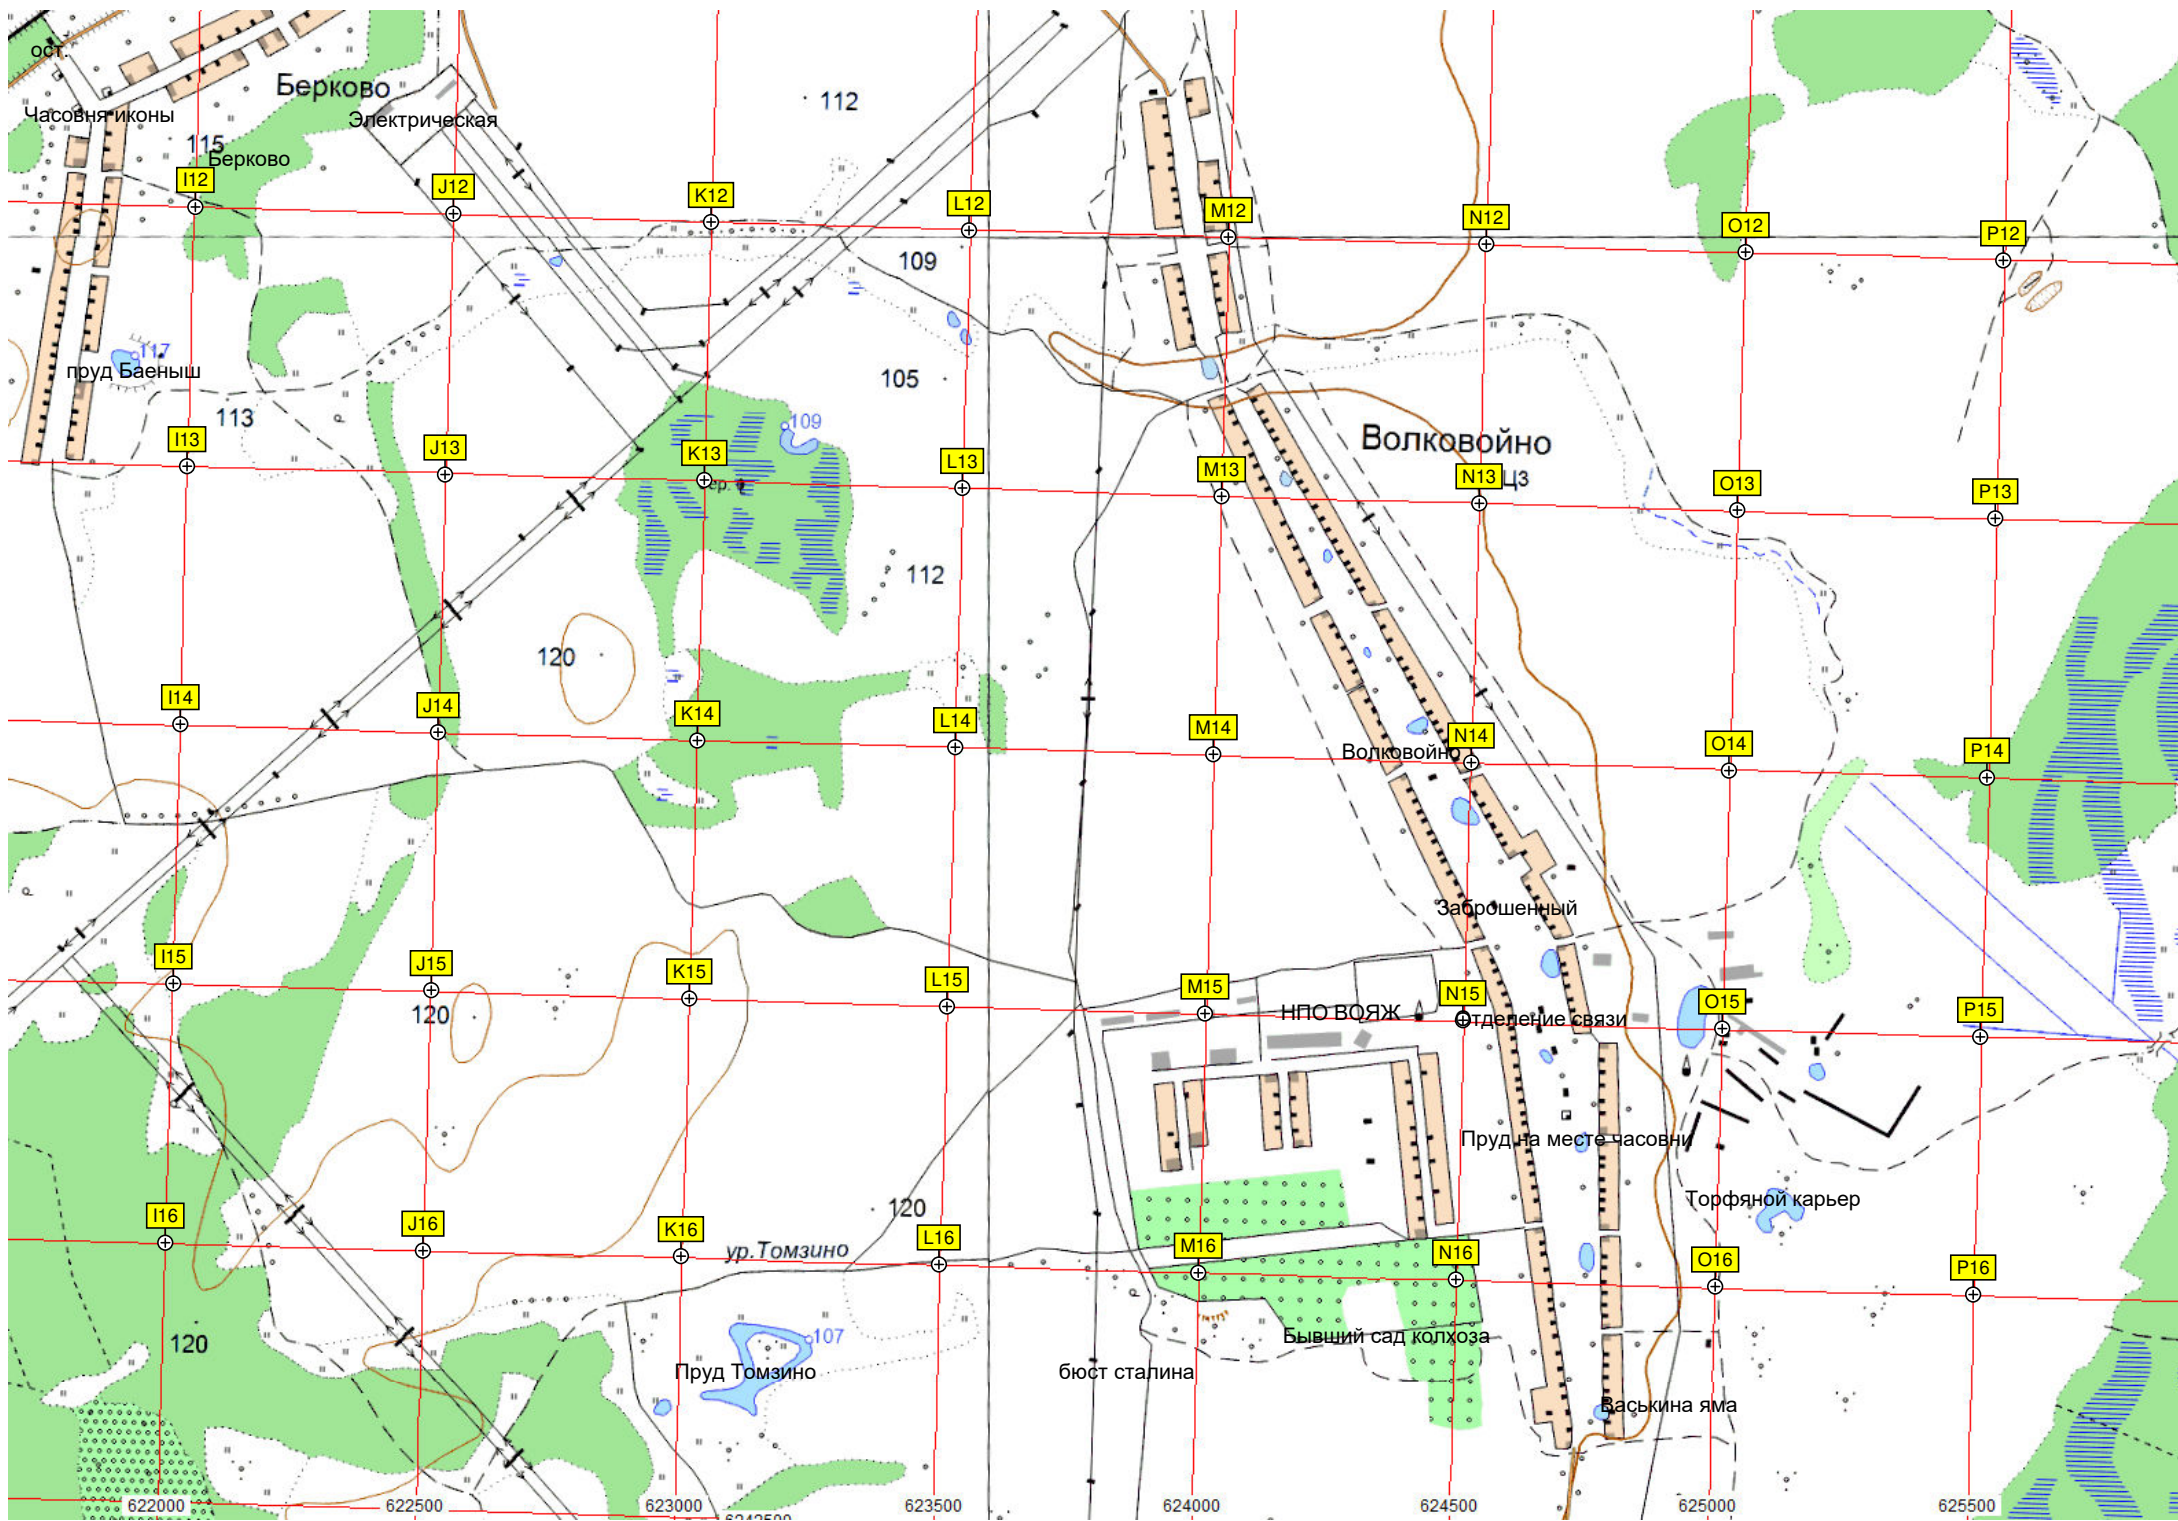 ост.
Берково
112
Часовня иконы
Электрическая
115
Берково
I12
J12
K12
L12
M12
N12
O12
P12
109
117
пруд Баеныш
105
113
109
Волковойно
I13
J13
K13
L13
M13
N13
O13
P13
112
120
I14
J14
K14
L14
M14
N14
O14
P14
Волковойно
Заброшенный
I15
J15
K15
L15
M15
N15
O15
P15
120
НПО ВОЯЖ
Отделение связи
Пруд на месте часовни
Торфяной карьер
120
I16
J16
K16
ур.Томзино
L16
M16
N16
O16
P16
120
107
Пруд Томзино
бюст сталина
Бывший сад колхоза
Васькина яма
622000
622500
623000
623500
624000
624500
625000
625500
6242500